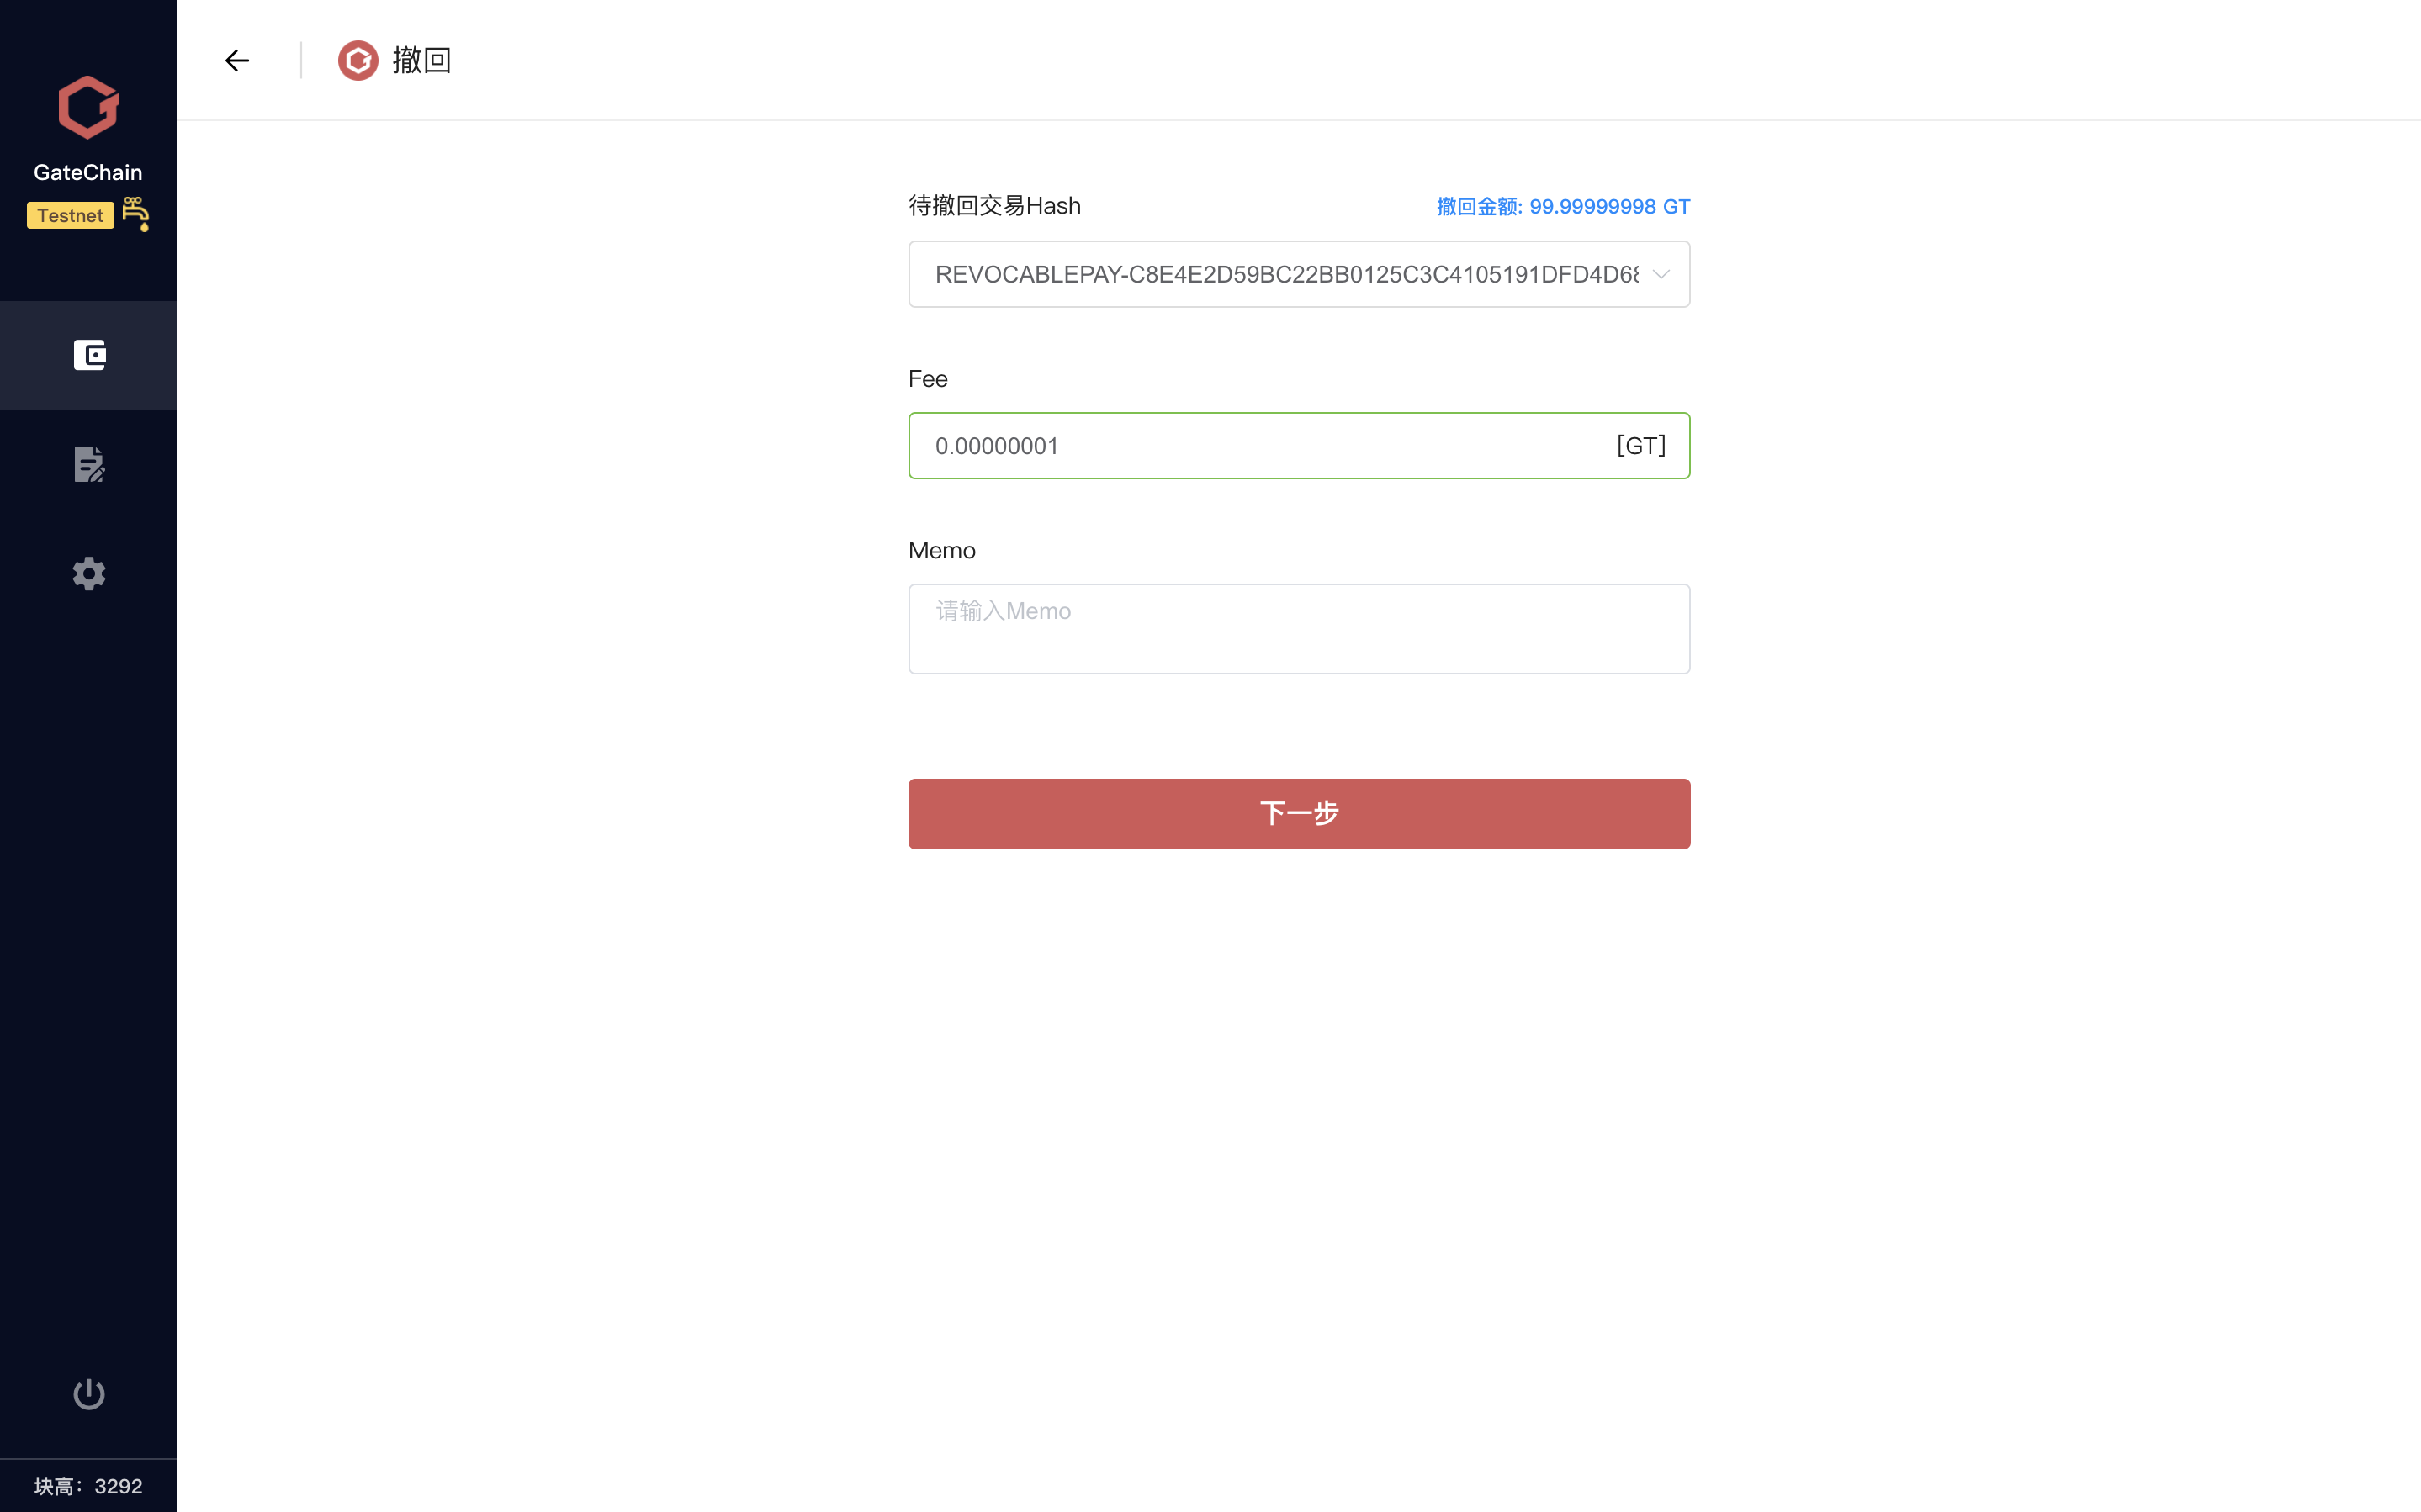 撤回
GateChain
Testnet
待撤回交易Hash
撤回金额: 99.99999998 GT
REVOCABLEPAY-C8E4E2D59BC22BB0125C3C4105191DFD4D68
Fee
0.00000001
[GT]
Memo
请输入Memo
下一步
块高：3292